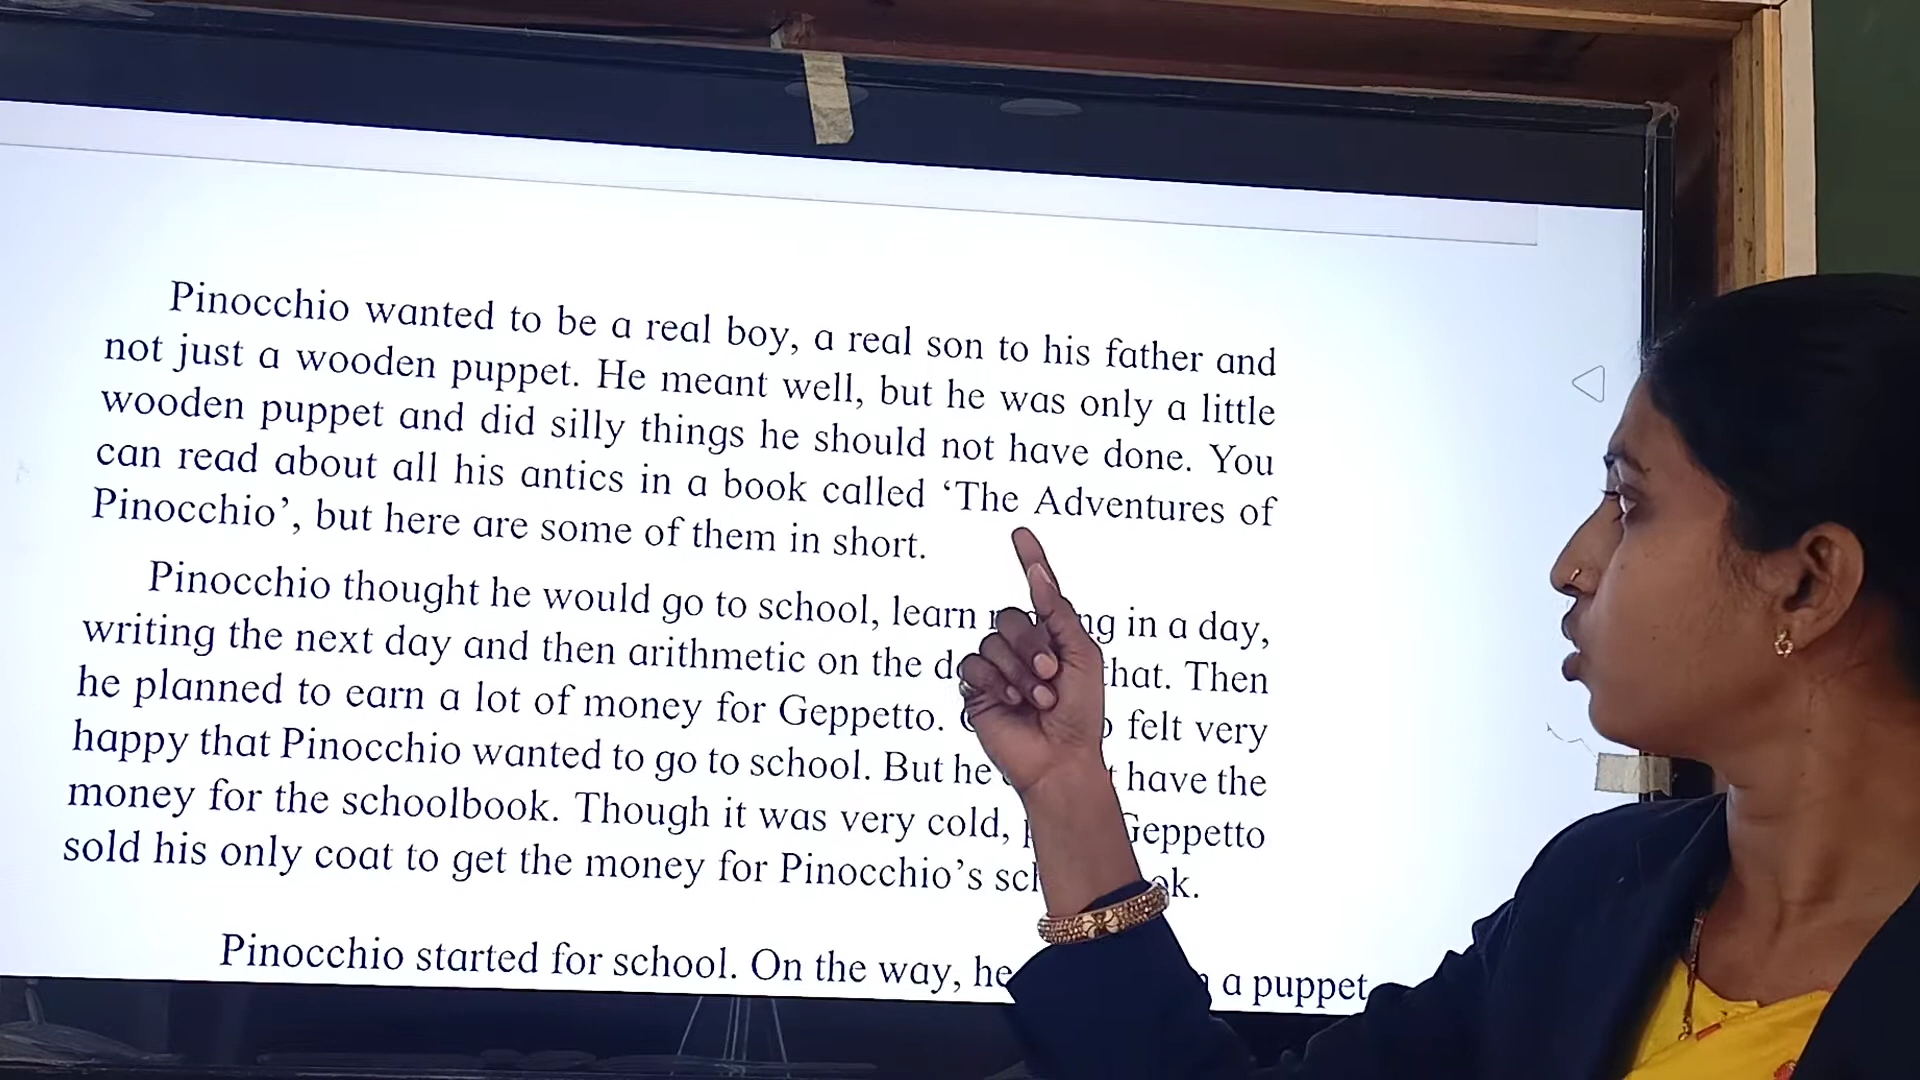 Pinocchio wanted to be a real boy, a real son to his father and
not just a wooden puppet. He meant well, but he was only a little
wooden puppet and did silly things he should not have done. You
can read about all his antics in a book called ‘The Adventures of
Pinocchio’, but here are some of them in short.
Pinocchio thought he would go to school, learn in a day,
writing the next day and then arithmetic on the that. Then
he planned to earn a lot of money for Geppetto. felt very
happy that Pinocchio wanted to go to school. But he have the
money for the schoolbook. Though it was very cold, Geppetto
sold his only coat to get the money for Pinocchio’s
Pinocchio started for school. On the way, he a puppet